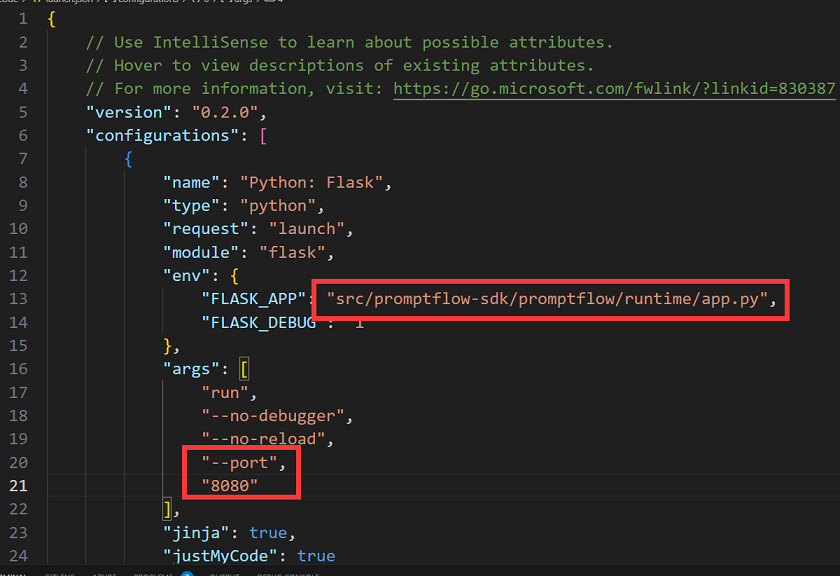 1 {
2 // Use IntelliSense to learn about possible attributes.
3 // Hover to view descriptions of existing attributes.
4 // For more information, visit: https://go.microsoft.com/fwlink/?linkid=830387
5 "version": "0.2.0",
6 "configurations": [
7 {
8 "name": "Python: Flask",
9 "type": "python",
10 "request": "launch",
11 "module": "flask",
12 "env": {
13 "FLASK_APP": "src/promptflow-sdk/promptflow/runtime/app.py",
14 "FLASK_DEBUG": "1"
15 },
16 "args": [
17 "run",
18 "--no-debugger",
19 "--no-reload",
20 "--port",
21 "8080"
22 ],
23 "jinja": true,
24 "justMyCode": true